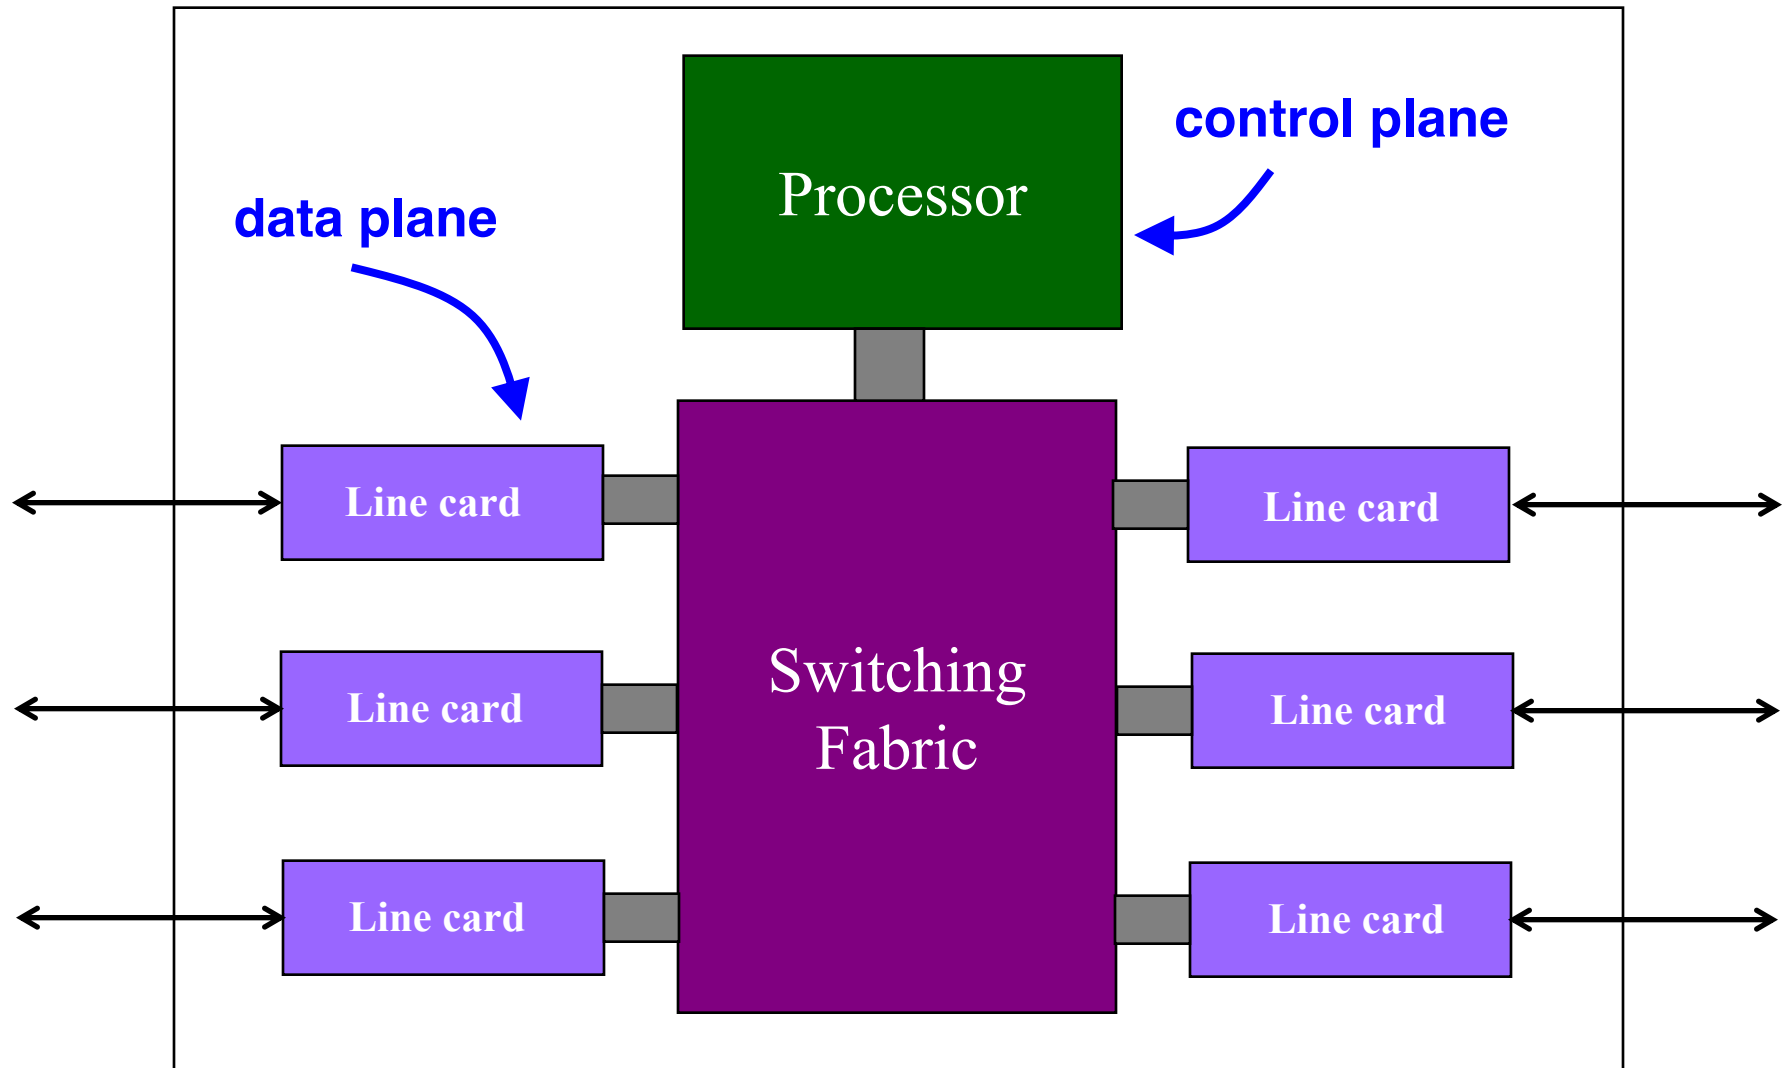 control plane
Processor
data plane
Line card
Line card
Switching
Fabric
Line card
Line card
Line card
Line card